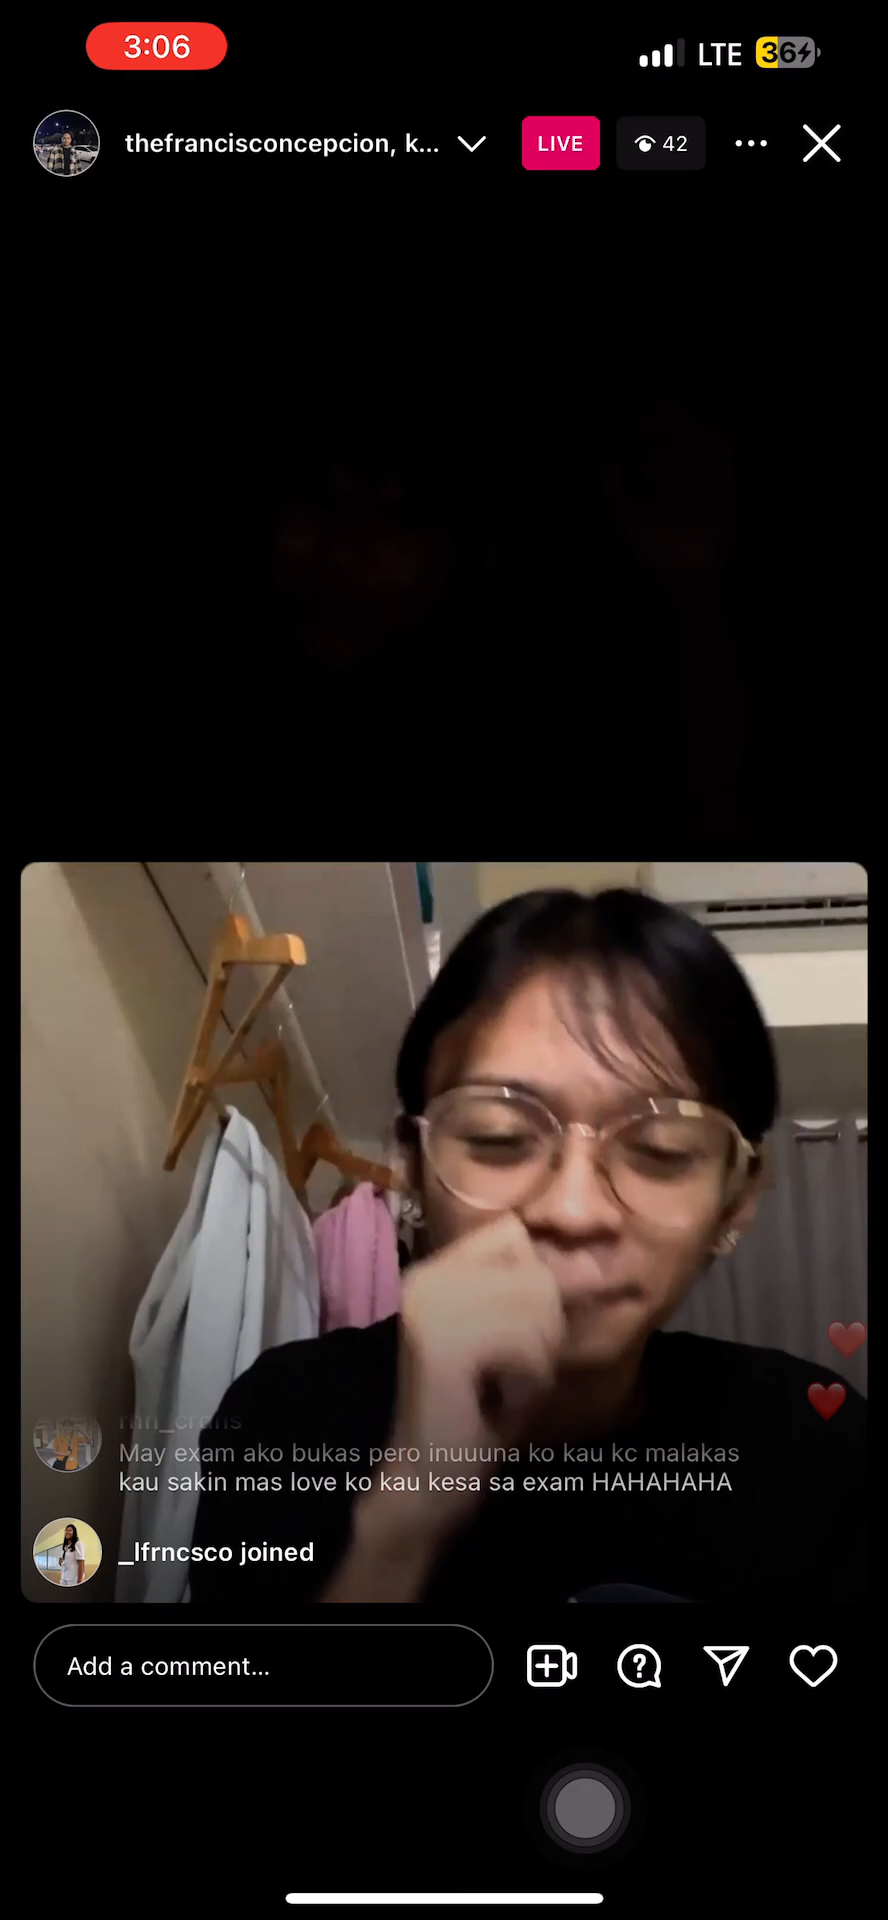 3:06
LTE
36
thefrancisconcepcion, k...
LIVE
42
May exam ako bukas pero inuuuna ko kau kc malakas
kau sakin mas love ko kau kesa sa exam HAHAHAHA
_lfrncsco joined
Add a comment...